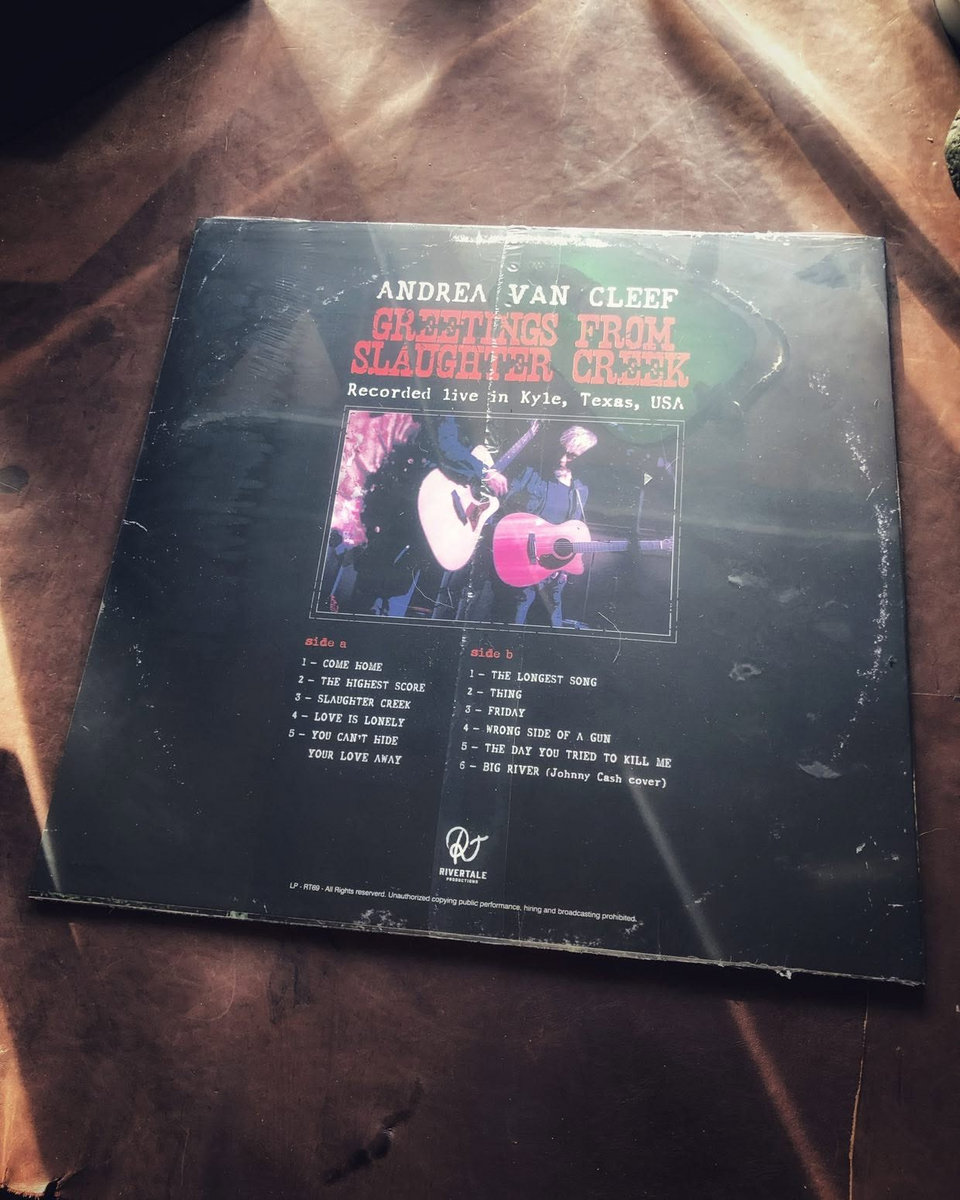 ANDREA VAN CLEEF
GREETINGS FROM
SLAUGHTER CREEK
Recorded live in Kyle, Texas, USA
side a
1 - COME HOME
2 - THE HIGHEST SCORE
3 - SLAUGHTER CREEK
4 - LOVE IS LONELY
5 - YOU CAN'T HIDE
YOUR LOVE AWAY
side b
1 - THE LONGEST SONG
2 - THING
3 - FRIDAY
4 - WRONG SIDE OF A GUN
5 - THE DAY YOU TRIED TO KILL ME
6 - BIG RIVER (Johnny Cash cover)
RIVERTALE
PRODUCTIONS
LP - RT69 - All Rights reserverd. Unauthorized copying public performance, hiring and broadcasting prohibited.